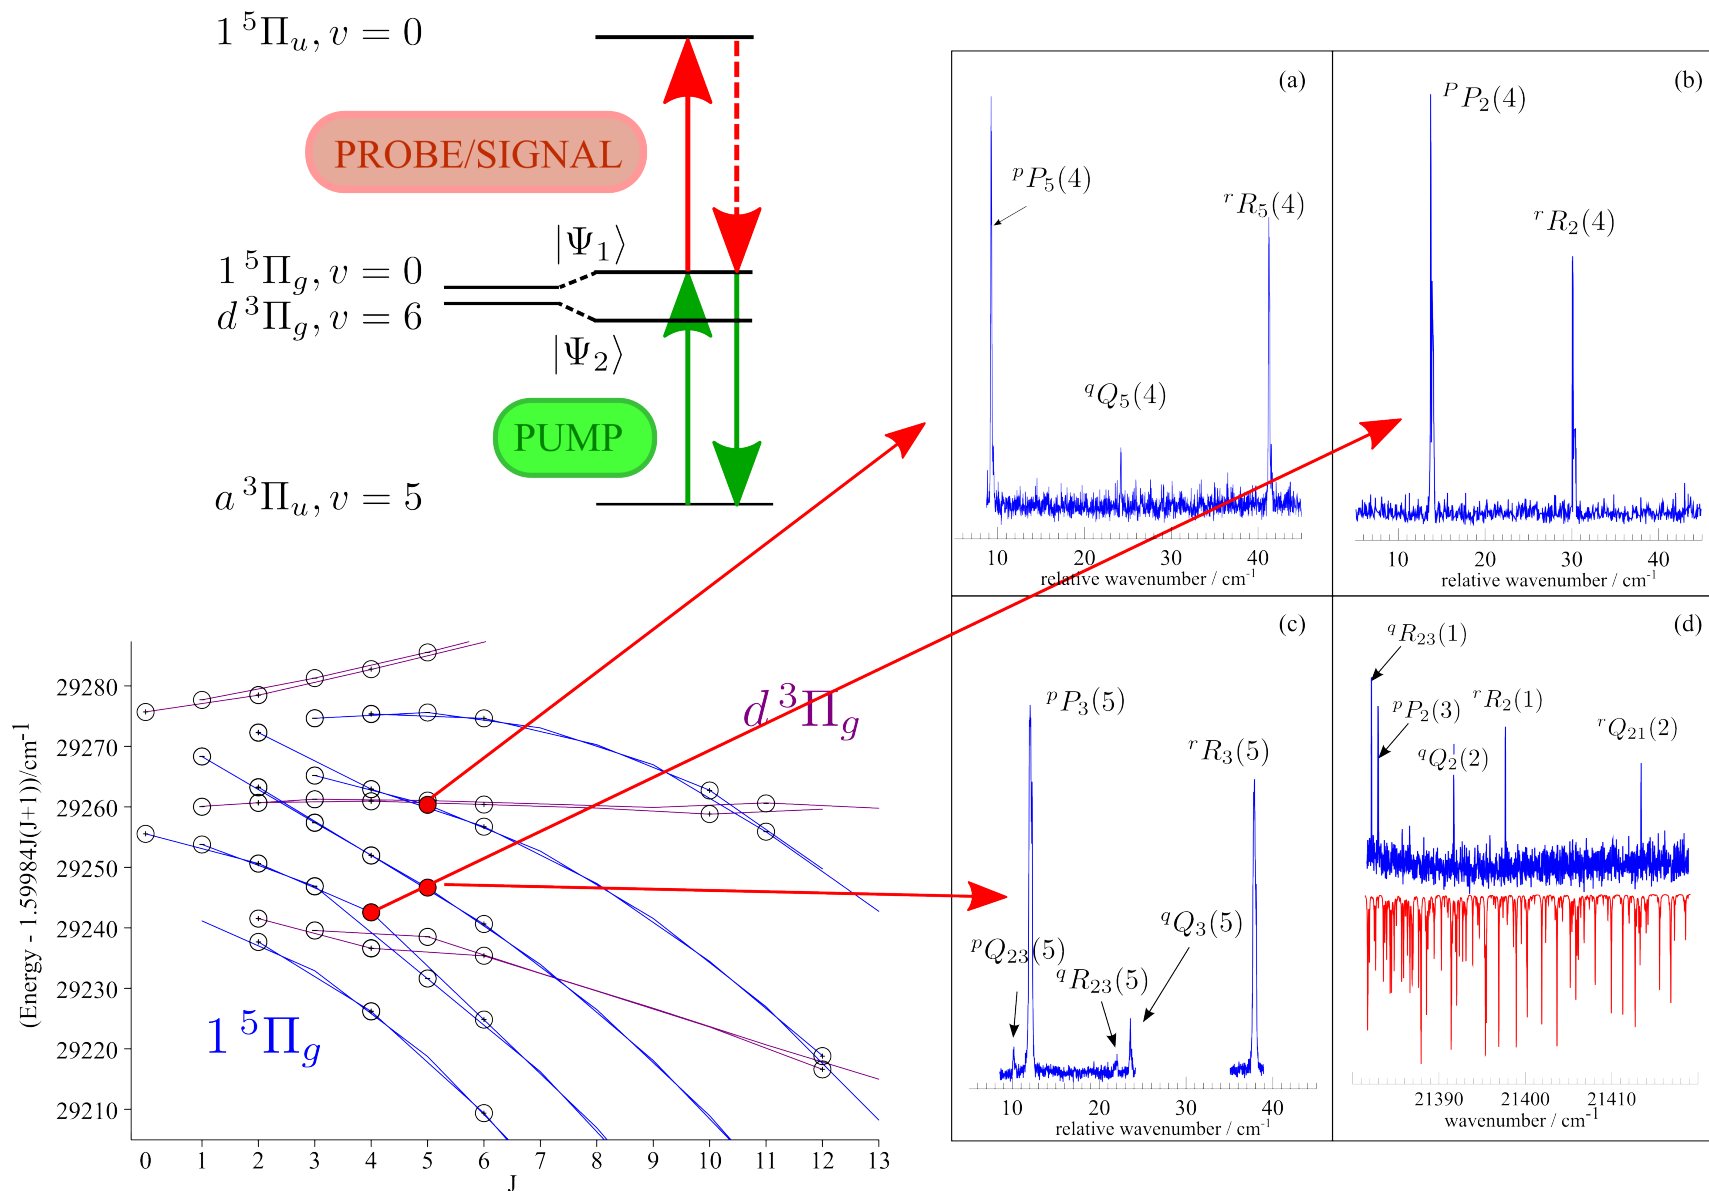 1 ⁵Πᵤ, v = 0
PROBE/SIGNAL
|Ψ₁⟩
1 ⁵Π_g, v = 0
d ³Π_g, v = 6
|Ψ₂⟩
PUMP
a ³Πᵤ, v = 5
(a)
ᵖP₅(4)
ʳR₅(4)
qQ₅(4)
10 20 30 40
relative wavenumber / cm⁻¹
(b)
ᴾP₂(4)
ʳR₂(4)
10 20 30 40
relative wavenumber / cm⁻¹
(c)
ᵖP₃(5)
ʳR₃(5)
qQ₃(5)
ᵖQ₂₃(5)
qR₂₃(5)
10 20 30 40
relative wavenumber / cm⁻¹
(d)
qR₂₃(1)
ᵖP₂(3)
ʳR₂(1)
ʳQ₂₁(2)
qQ₂(2)
21390 21400 21410
wavenumber / cm⁻¹
(Energy - 1.59984J(J+1))/cm⁻¹
29280
29270
29260
29250
29240
29230
29220
29210
d ³Π_g
1 ⁵Π_g
0 1 2 3 4 5 6 7 8 9 10 11 12 13
J